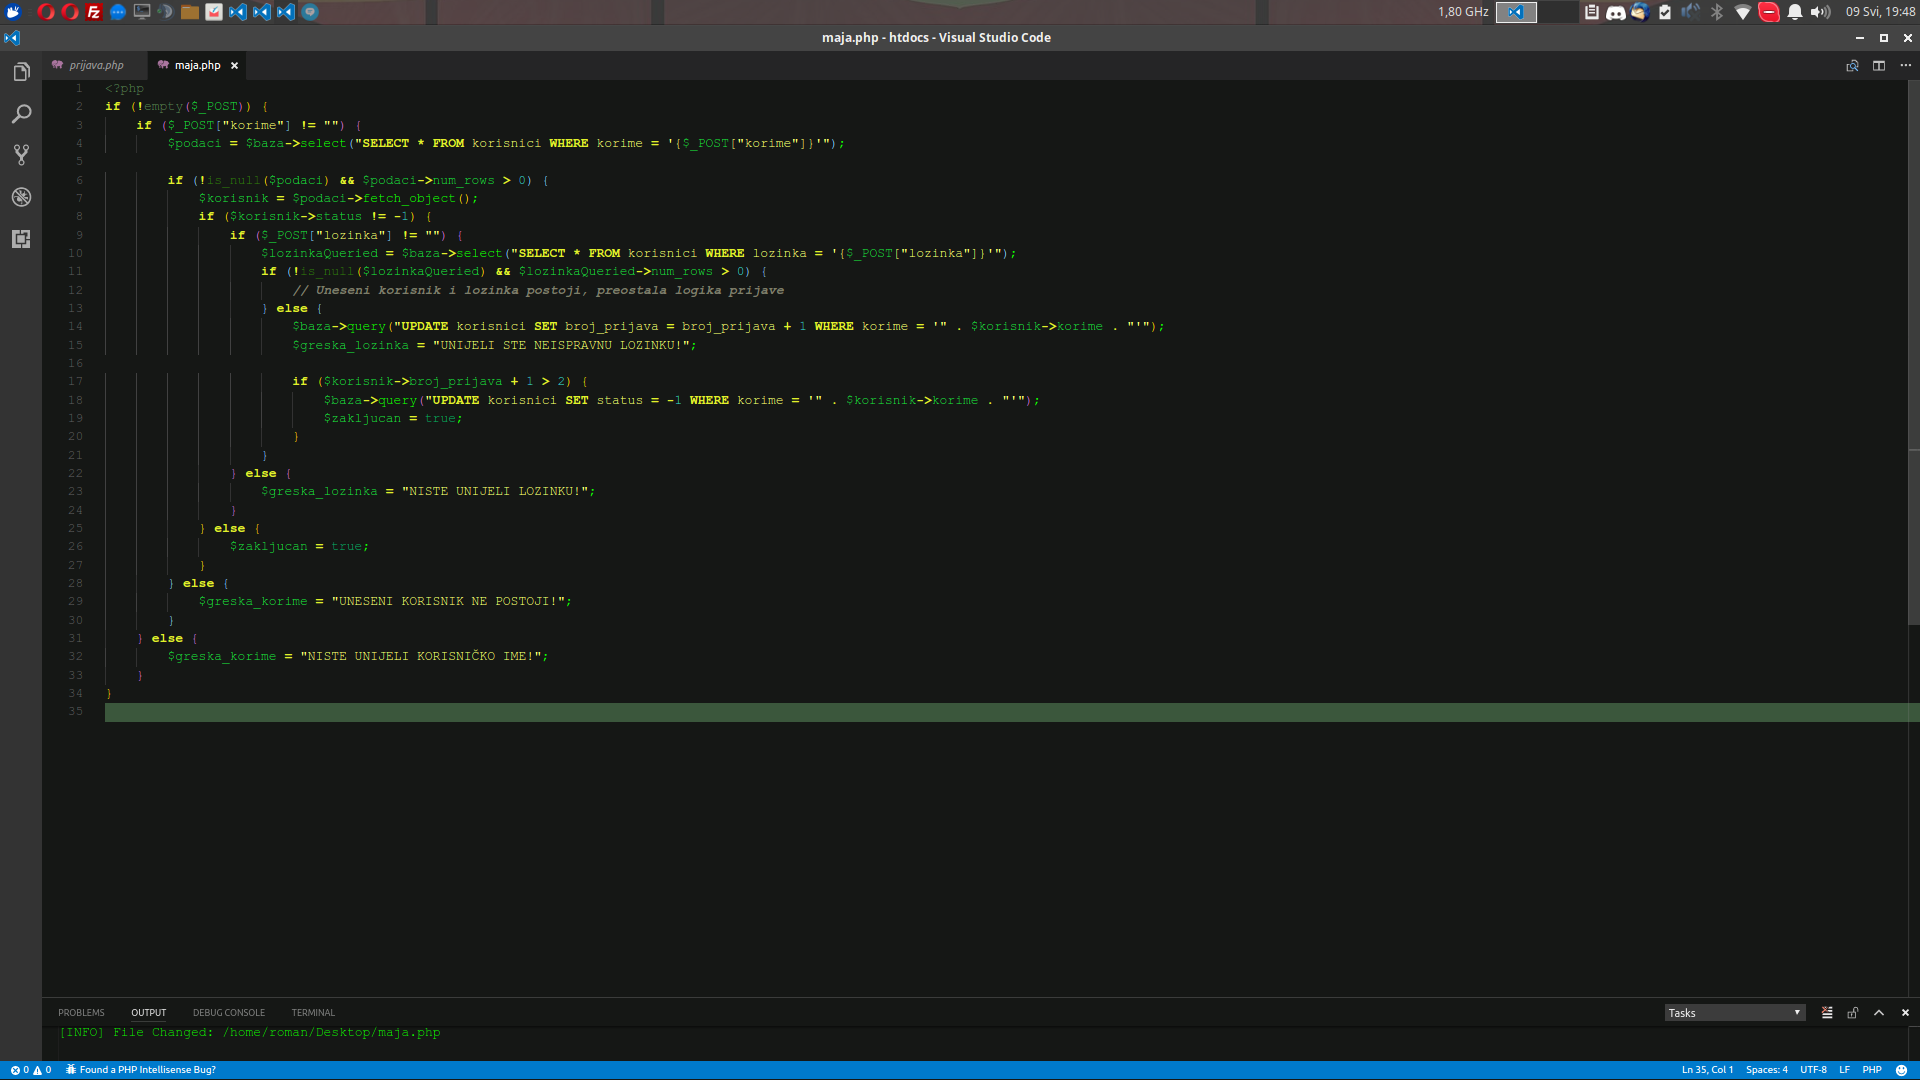 1,80 GHz
09 Svi, 19:48
maja.php - htdocs - Visual Studio Code
prijava.php
maja.php
1 <?php
2 if (!empty($_POST)) {
3 if ($_POST["korime"] != "") {
4 $podaci = $baza->select("SELECT * FROM korisnici WHERE korime = '{$_POST["korime"]}'");
5
6 if (!is_null($podaci) && $podaci->num_rows > 0) {
7 $korisnik = $podaci->fetch_object();
8 if ($korisnik->status != -1) {
9 if ($_POST["lozinka"] != "") {
10 $lozinkaQueried = $baza->select("SELECT * FROM korisnici WHERE lozinka = '{$_POST["lozinka"]}'");
11 if (!is_null($lozinkaQueried) && $lozinkaQueried->num_rows > 0) {
12 // Uneseni korisnik i lozinka postoji, preostala logika prijave
13 } else {
14 $baza->query("UPDATE korisnici SET broj_prijava = broj_prijava + 1 WHERE korime = '" . $korisnik->korime . "'");
15 $greska_lozinka = "UNIJELI STE NEISPRAVNU LOZINKU!";
16
17 if ($korisnik->broj_prijava + 1 > 2) {
18 $baza->query("UPDATE korisnici SET status = -1 WHERE korime = '" . $korisnik->korime . "'");
19 $zakljucan = true;
20 }
21 }
22 } else {
23 $greska_lozinka = "NISTE UNIJELI LOZINKU!";
24 }
25 } else {
26 $zakljucan = true;
27 }
28 } else {
29 $greska_korime = "UNESENI KORISNIK NE POSTOJI!";
30 }
31 } else {
32 $greska_korime = "NISTE UNIJELI KORISNIČKO IME!";
33 }
34 }
35
PROBLEMS OUTPUT DEBUG CONSOLE TERMINAL
Tasks
[INFO] File Changed: /home/roman/Desktop/maja.php
0 0 Found a PHP Intellisense Bug?
Ln 35, Col 1 Spaces: 4 UTF-8 LF PHP